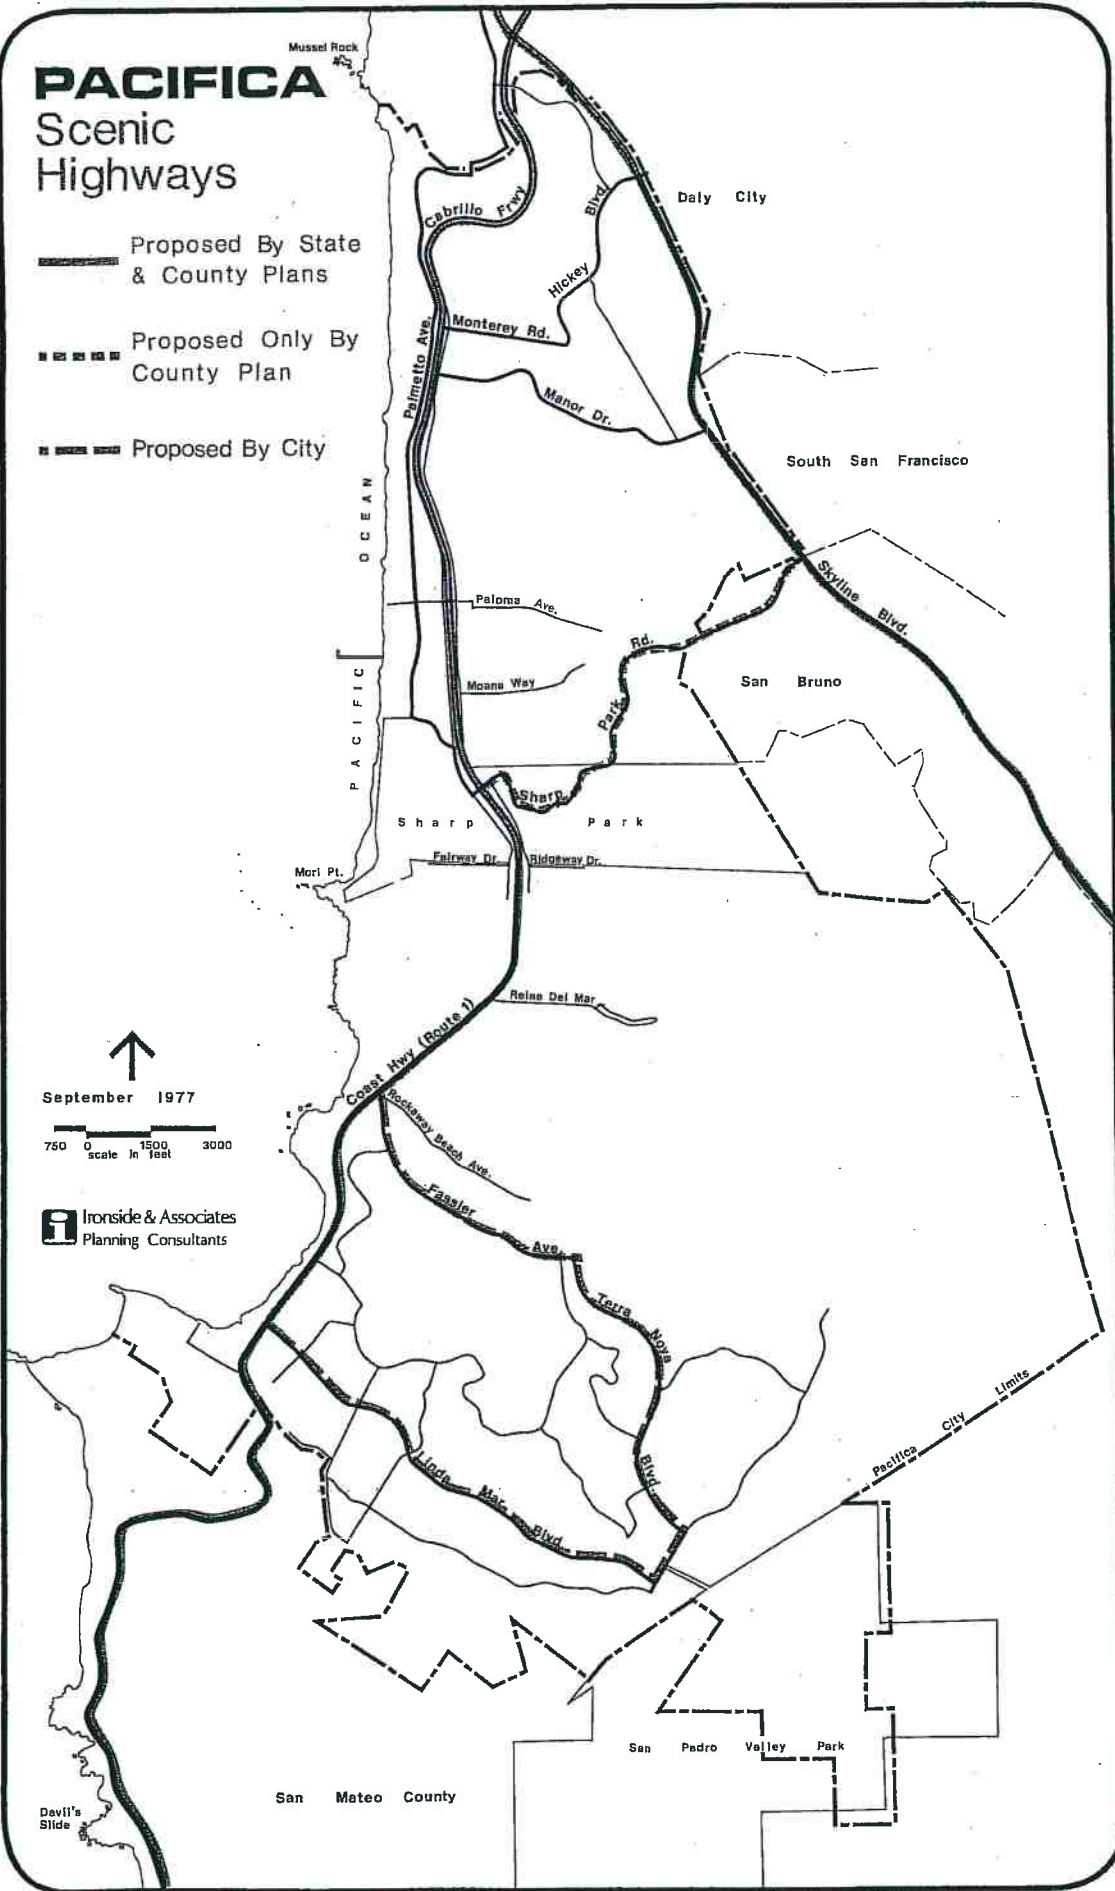 Mussel Rock
PACIFICA
Scenic
Highways
Proposed By State
& County Plans
Proposed Only By
County Plan
Proposed By City
Daly City
Cabrillo Frwy
Hickey Blvd.
Monterey Rd.
Palmetto Ave.
Manor Dr.
South San Francisco
PACIFIC OCEAN
Skyline Blvd.
Paloma Ave.
Sharp Park Rd.
San Bruno
Moana Way
Sharp Park
Fairway Dr.
Ridgeway Dr.
Mori Pt.
Reina Del Mar
Coast Hwy (Route 1)
September 1977
750 0 1500 3000
scale in feet
Rockaway Beach Ave.
Fassler Ave.
i Ironside & Associates
Planning Consultants
Terra Nova Blvd.
Pacifica City Limits
Linda Mar Blvd.
San Pedro Valley Park
San Mateo County
Devil's
Slide